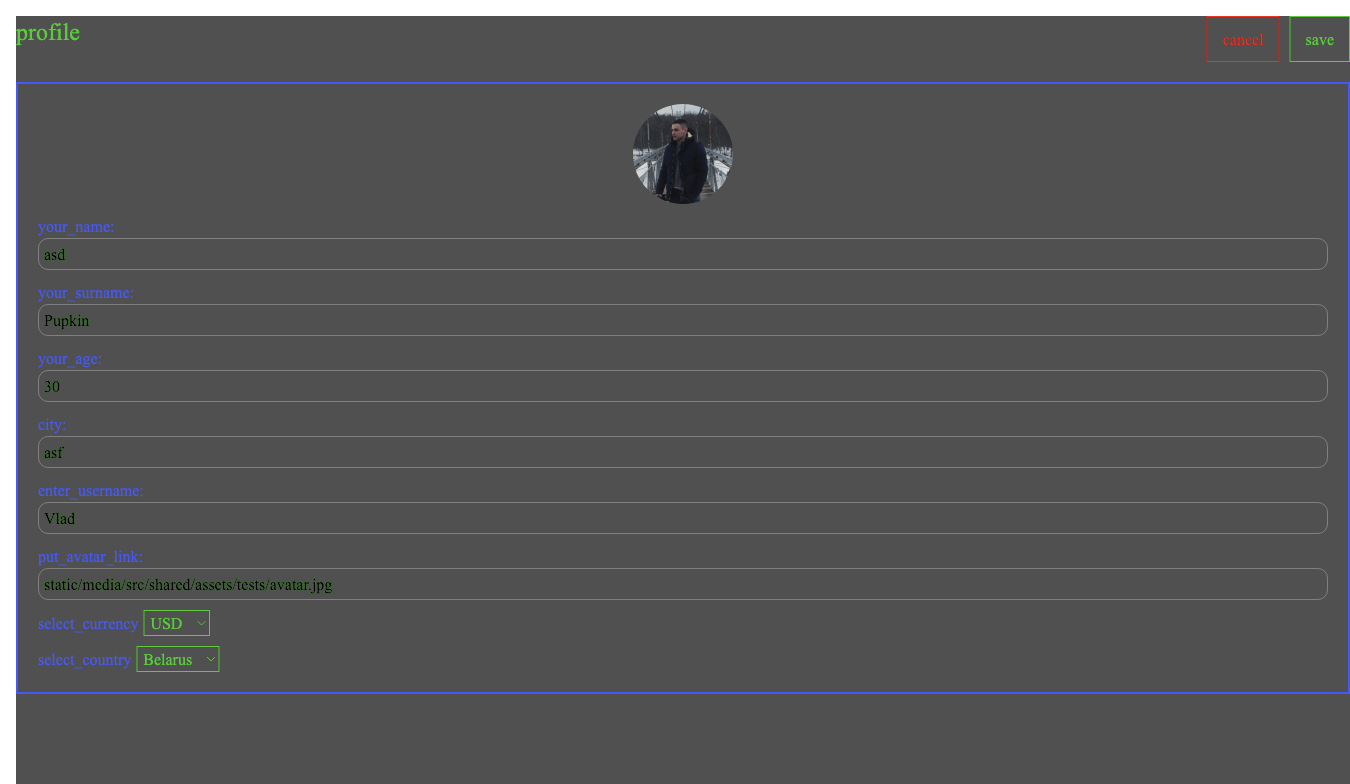 profile
cancel
save
your_name:
asd
your_surname:
Pupkin
your_age:
30
city:
asf
enter_username:
Vlad
put_avatar_link:
static/media/src/shared/assets/tests/avatar.jpg
select_currency USD
select_country Belarus